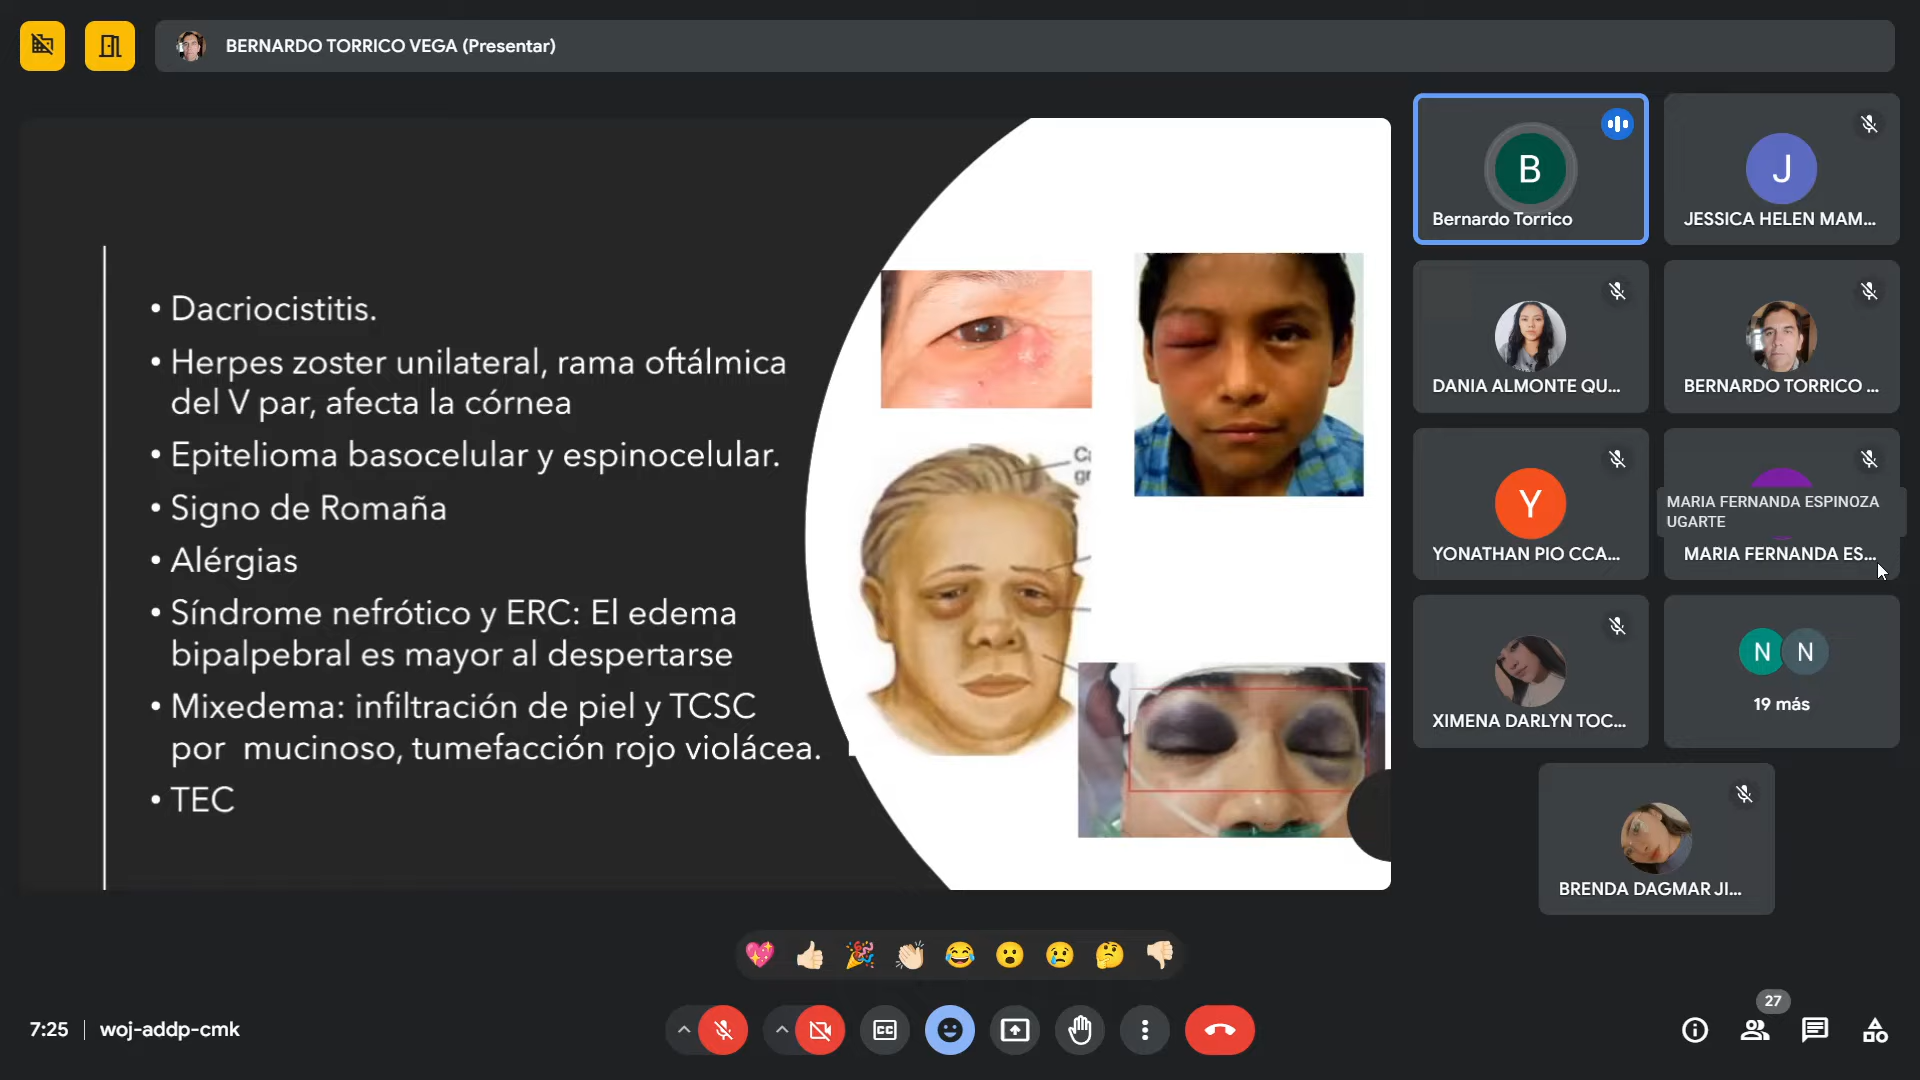 BERNARDO TORRICO VEGA (Presentar)
• Dacriocistitis.
• Herpes zoster unilateral, rama oftálmica
del V par, afecta la córnea
• Epitelioma basocelular y espinocelular.
• Signo de Romaña
• Alérgias
• Síndrome nefrótico y ERC: El edema
bipalpebral es mayor al despertarse
• Mixedema: infiltración de piel y TCSC
por mucinoso, tumefacción rojo violácea.
• TEC
B
Bernardo Torrico
J
JESSICA HELEN MAM...
DANIA ALMONTE QU...
BERNARDO TORRICO ...
Y
YONATHAN PIO CCA...
MARIA FERNANDA ESPINOZA
UGARTE
MARIA FERNANDA ES...
XIMENA DARLYN TOC...
N N
19 más
BRENDA DAGMAR JI...
7:25 | woj-addp-cmk
CC
27